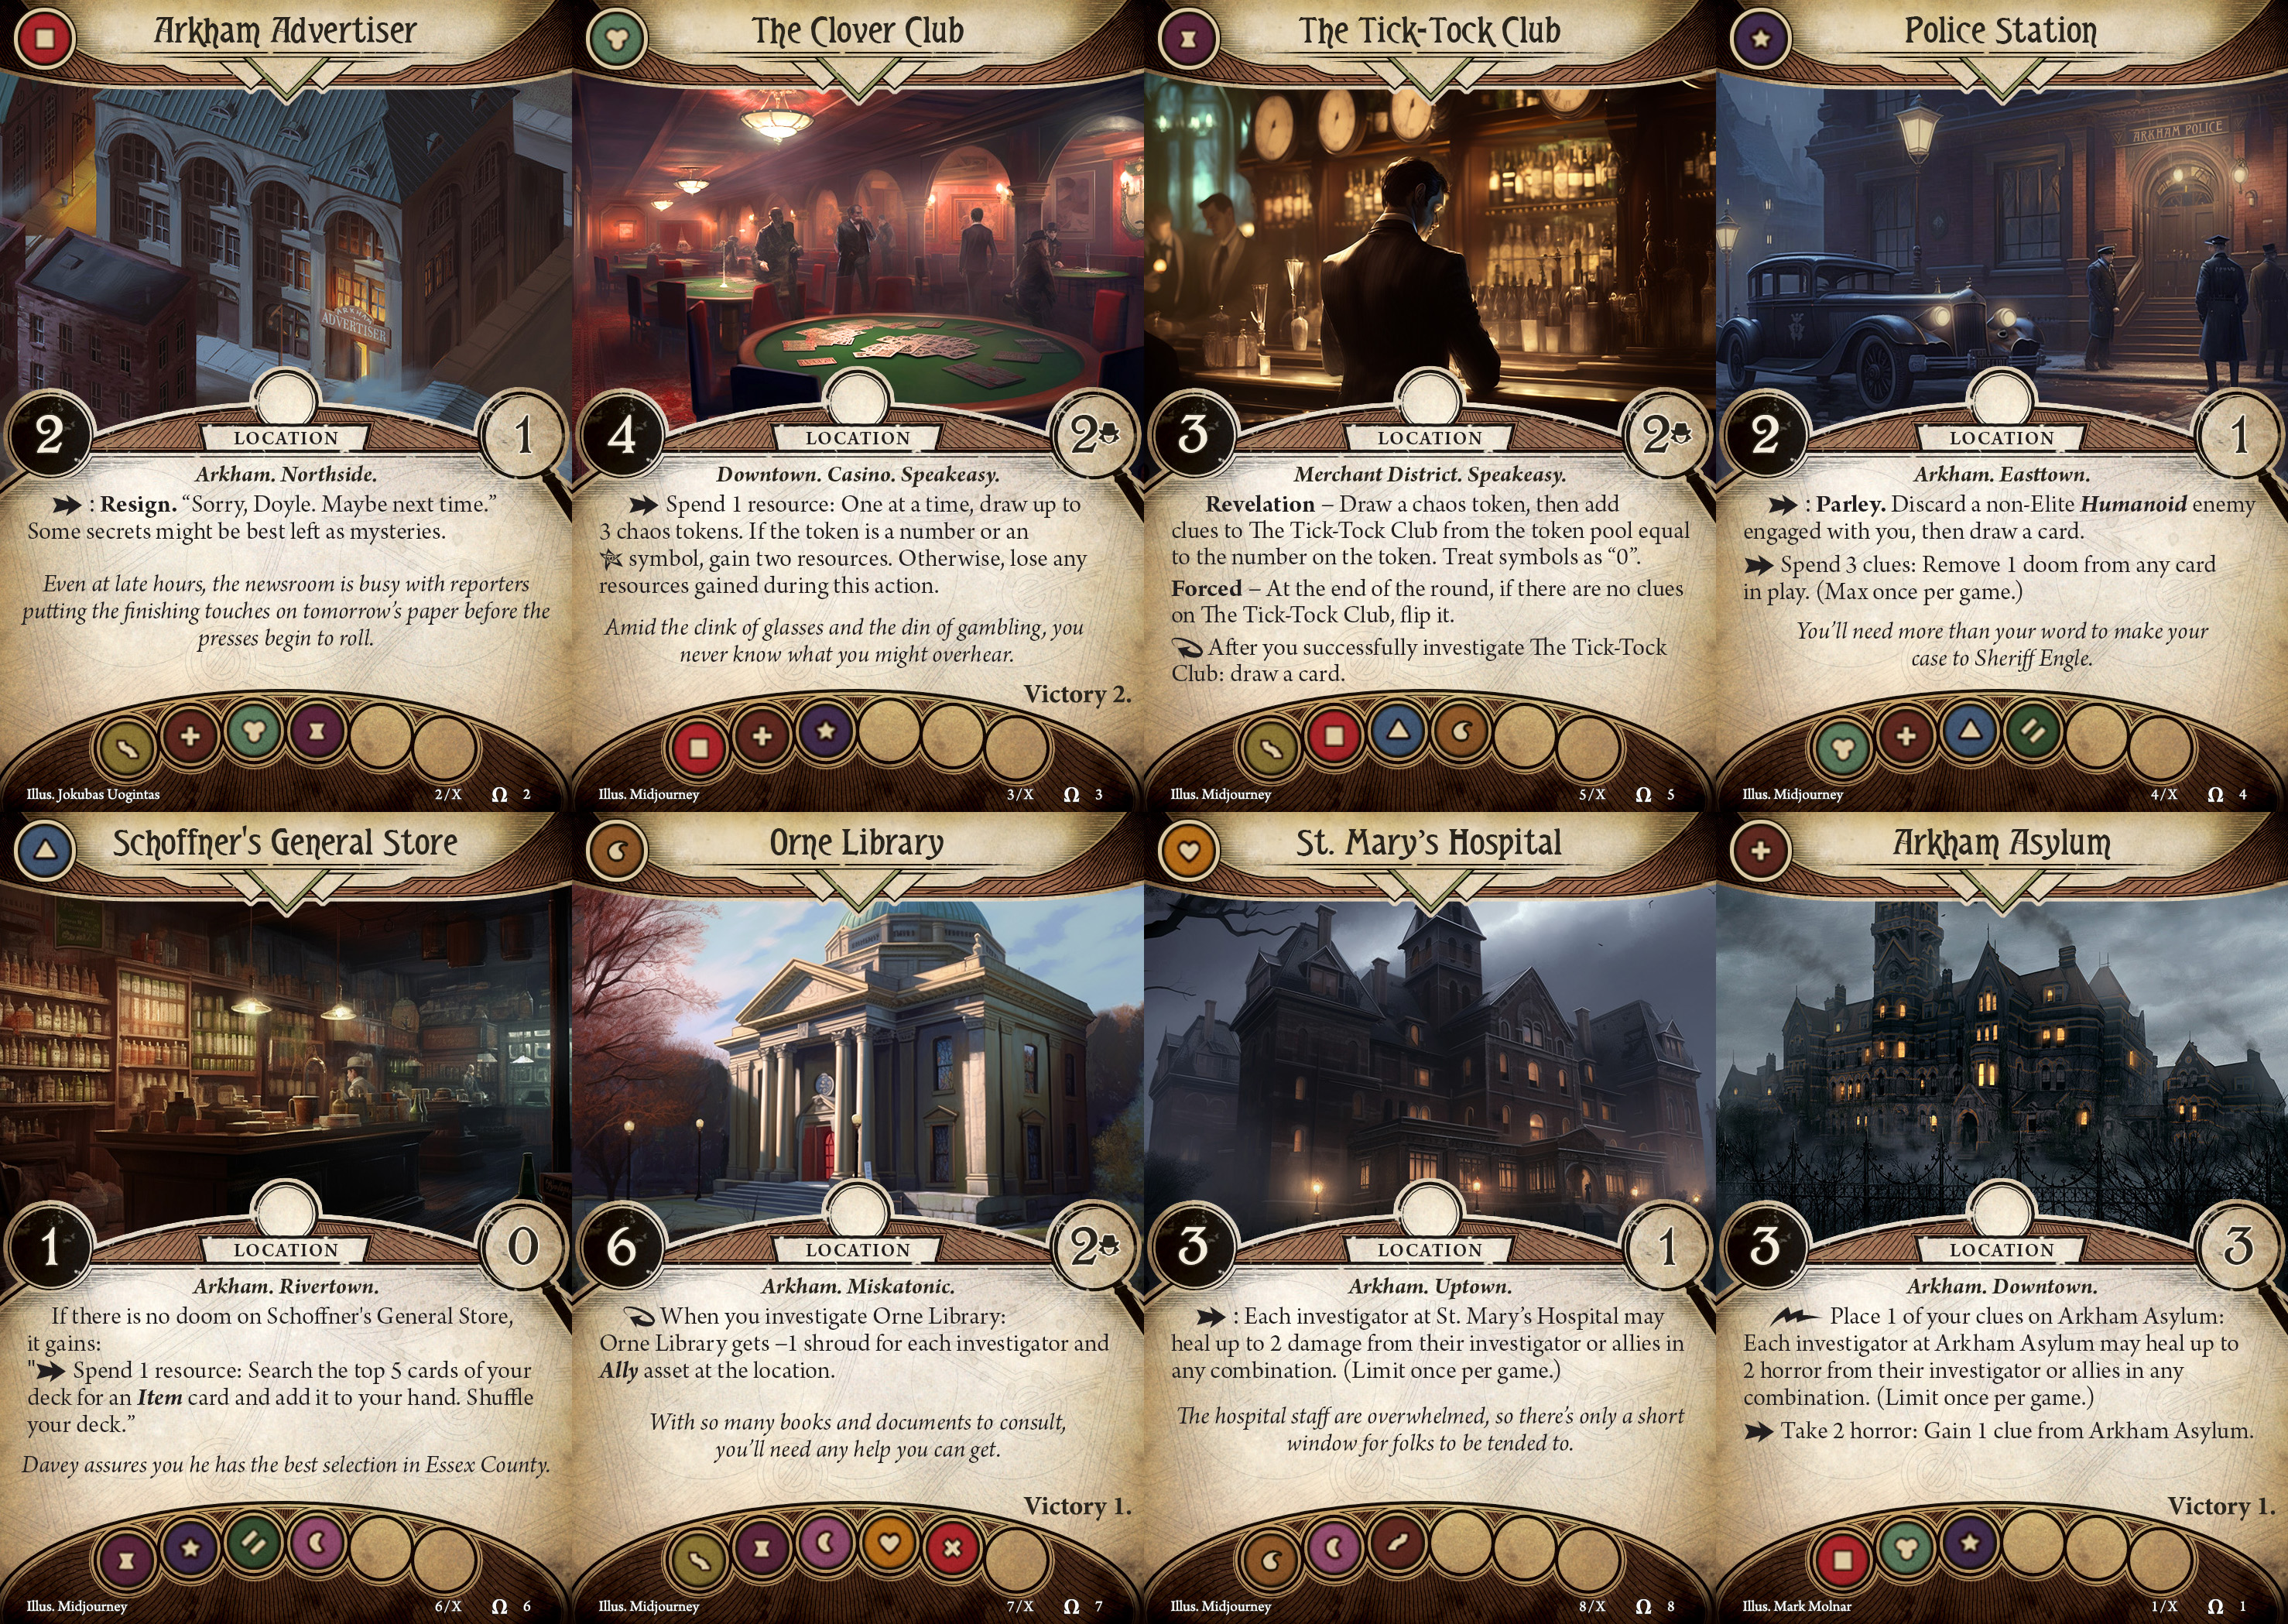 Arkham Advertiser
ARKHAM
ADVERTISER
2
1
LOCATION
Arkham. Northside.
: Resign. “Sorry, Doyle. Maybe next time.”
Some secrets might be best left as mysteries.
Even at late hours, the newsroom is busy with reporters
putting the finishing touches on tomorrow’s paper before the
presses begin to roll.
Illus. Jokubas Uogintas
2/X
Ω 2
The Clover Club
4
2
LOCATION
Downtown. Casino. Speakeasy.
Spend 1 resource: One at a time, draw up to
3 chaos tokens. If the token is a number or an
symbol, gain two resources. Otherwise, lose any
resources gained during this action.
Amid the clink of glasses and the din of gambling, you
never know what you might overhear.
Victory 2.
Illus. Midjourney
3/X
Ω 3
The Tick-Tock Club
3
2
LOCATION
Merchant District. Speakeasy.
Revelation – Draw a chaos token, then add
clues to The Tick-Tock Club from the token pool equal
to the number on the token. Treat symbols as “0”.
Forced – At the end of the round, if there are no clues
on The Tick-Tock Club, flip it.
After you successfully investigate The Tick-Tock
Club: draw a card.
Illus. Midjourney
5/X
Ω 5
Police Station
ARKHAM POLICE
2
1
LOCATION
Arkham. Easttown.
: Parley. Discard a non-Elite Humanoid enemy
engaged with you, then draw a card.
Spend 3 clues: Remove 1 doom from any card
in play. (Max once per game.)
You’ll need more than your word to make your
case to Sheriff Engle.
Illus. Midjourney
4/X
Ω 4
Schoffner's General Store
1
0
LOCATION
Arkham. Rivertown.
If there is no doom on Schoffner's General Store,
it gains:
" Spend 1 resource: Search the top 5 cards of your
deck for an Item card and add it to your hand. Shuffle
your deck.”
Davey assures you he has the best selection in Essex County.
Illus. Midjourney
6/X
Ω 6
Orne Library
6
2
LOCATION
Arkham. Miskatonic.
When you investigate Orne Library:
Orne Library gets –1 shroud for each investigator and
Ally asset at the location.
With so many books and documents to consult,
you’ll need any help you can get.
Victory 1.
Illus. Midjourney
7/X
Ω 7
St. Mary’s Hospital
3
1
LOCATION
Arkham. Uptown.
: Each investigator at St. Mary’s Hospital may
heal up to 2 damage from their investigator or allies in
any combination. (Limit once per game.)
The hospital staff are overwhelmed, so there’s only a short
window for folks to be tended to.
Illus. Midjourney
8/X
Ω 8
Arkham Asylum
3
3
LOCATION
Arkham. Downtown.
Place 1 of your clues on Arkham Asylum:
Each investigator at Arkham Asylum may heal up to
2 horror from their investigator or allies in any
combination. (Limit once per game.)
Take 2 horror: Gain 1 clue from Arkham Asylum.
Victory 1.
Illus. Mark Molnar
1/X
Ω 1